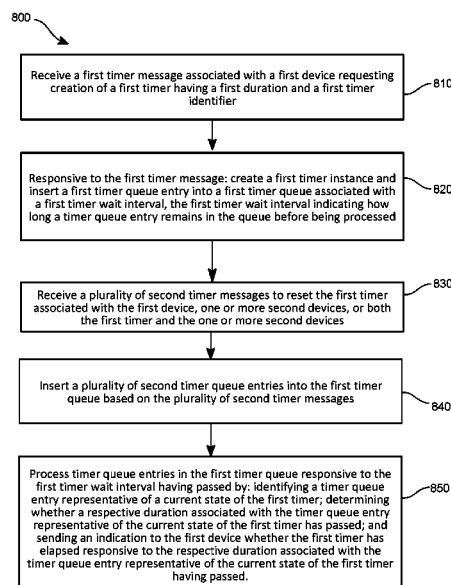 800
Receive a first timer message associated with a first device requesting
creation of a first timer having a first duration and a first timer
identifier
810
Responsive to the first timer message: create a first timer instance and
insert a first timer queue entry into a first timer queue associated with
a first timer wait interval, the first timer wait interval indicating how
long a timer queue entry remains in the queue before being processed
820
Receive a plurality of second timer messages to reset the first timer
associated with the first device, one or more second devices, or both
the first timer and the one or more second devices
830
Insert a plurality of second timer queue entries into the first timer
queue based on the plurality of second timer messages
840
Process timer queue entries in the first timer queue responsive to the
first timer wait interval having passed by: identifying a timer queue
entry representative of a current state of the first timer; determining
whether a respective duration associated with the timer queue entry
representative of the current state of the first timer has passed; and
sending an indication to the first device whether the first timer has
elapsed responsive to the respective duration associated with the
timer queue entry representative of the current state of the first timer
having passed.
850